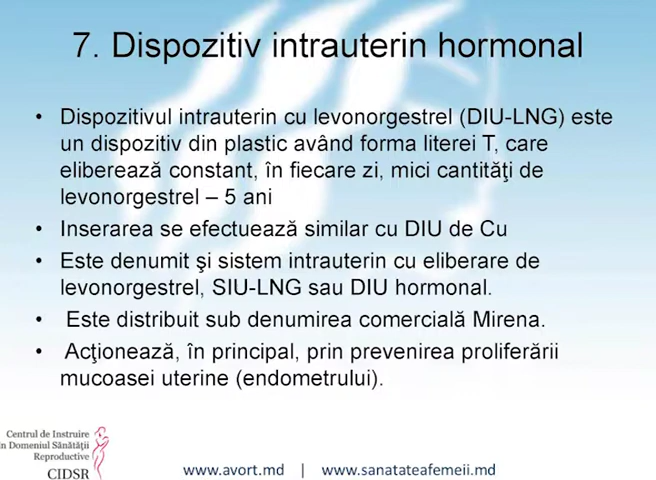 7. Dispozitiv intrauterin hormonal
• Dispozitivul intrauterin cu levonorgestrel (DIU-LNG) este
un dispozitiv din plastic având forma literei T, care
eliberează constant, în fiecare zi, mici cantităţi de
levonorgestrel – 5 ani
• Inserarea se efectuează similar cu DIU de Cu
• Este denumit şi sistem intrauterin cu eliberare de
levonorgestrel, SIU-LNG sau DIU hormonal.
• Este distribuit sub denumirea comercială Mirena.
• Acţionează, în principal, prin prevenirea proliferării
mucoasei uterine (endometrului).
Centrul de Instruire
în Domeniul Sănătăţii
Reproductive
CIDSR
www.avort.md | www.sanatateafemeii.md